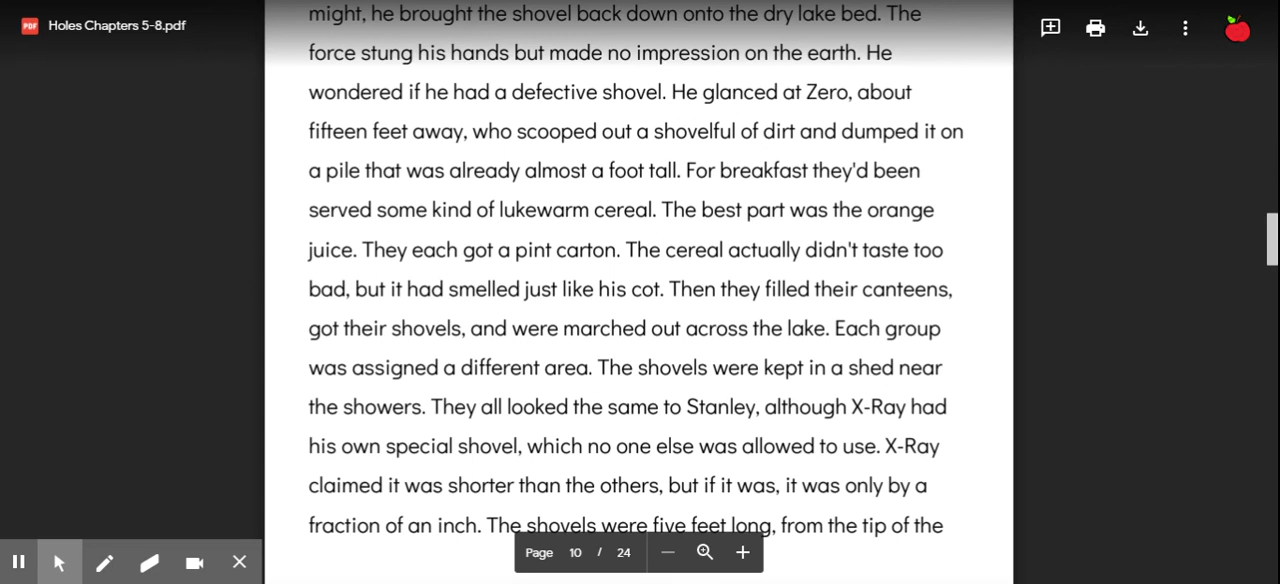 PDF
Holes Chapters 5-8.pdf
might, he brought the shovel back down onto the dry lake bed. The
force stung his hands but made no impression on the earth. He
wondered if he had a defective shovel. He glanced at Zero, about
fifteen feet away, who scooped out a shovelful of dirt and dumped it on
a pile that was already almost a foot tall. For breakfast they'd been
served some kind of lukewarm cereal. The best part was the orange
juice. They each got a pint carton. The cereal actually didn't taste too
bad, but it had smelled just like his cot. Then they filled their canteens,
got their shovels, and were marched out across the lake. Each group
was assigned a different area. The shovels were kept in a shed near
the showers. They all looked the same to Stanley, although X-Ray had
his own special shovel, which no one else was allowed to use. X-Ray
claimed it was shorter than the others, but if it was, it was only by a
fraction of an inch. The shovels were five feet long, from the tip of the
Page 10 / 24